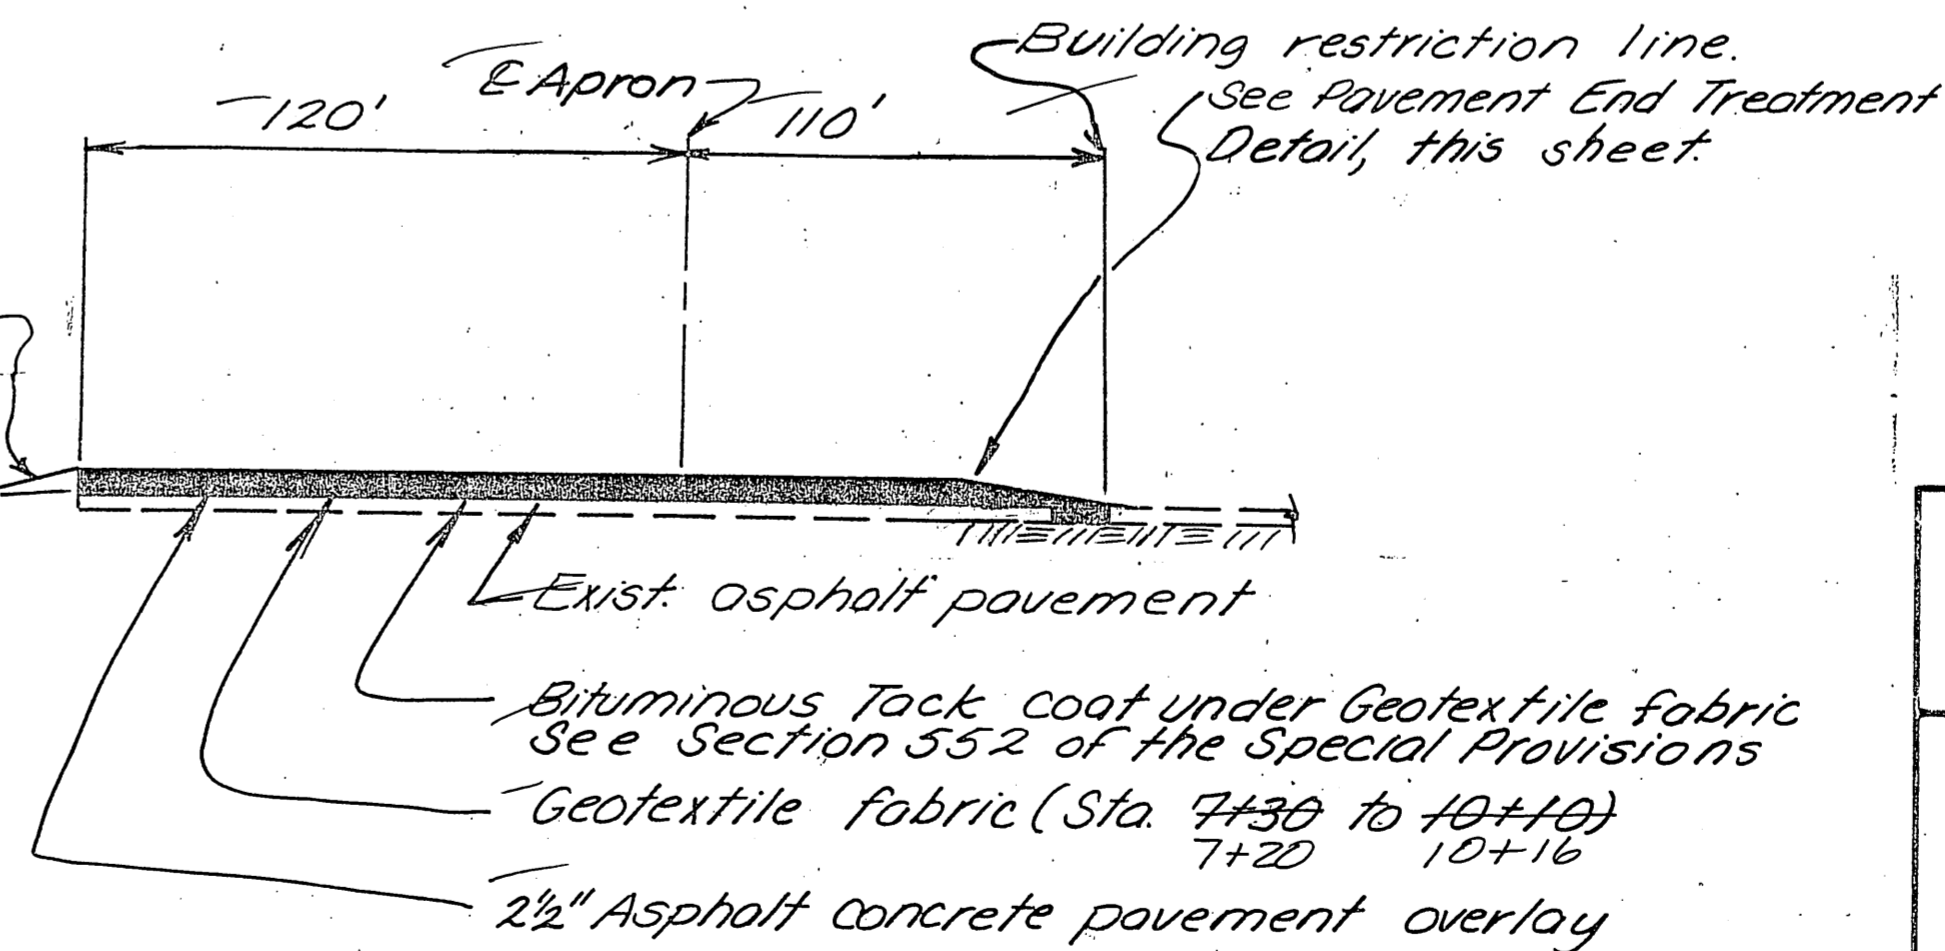 Building restriction line.
℄ Apron
120'
110'
See Pavement End Treatment
Detail, this sheet.
Exist. asphalt pavement
Bituminous Tack coat under Geotextile fabric
See Section 552 of the Special Provisions
Geotextile fabric (Sta. 7+30 to 10+10)
7+20 10+16
2½" Asphalt concrete pavement overlay